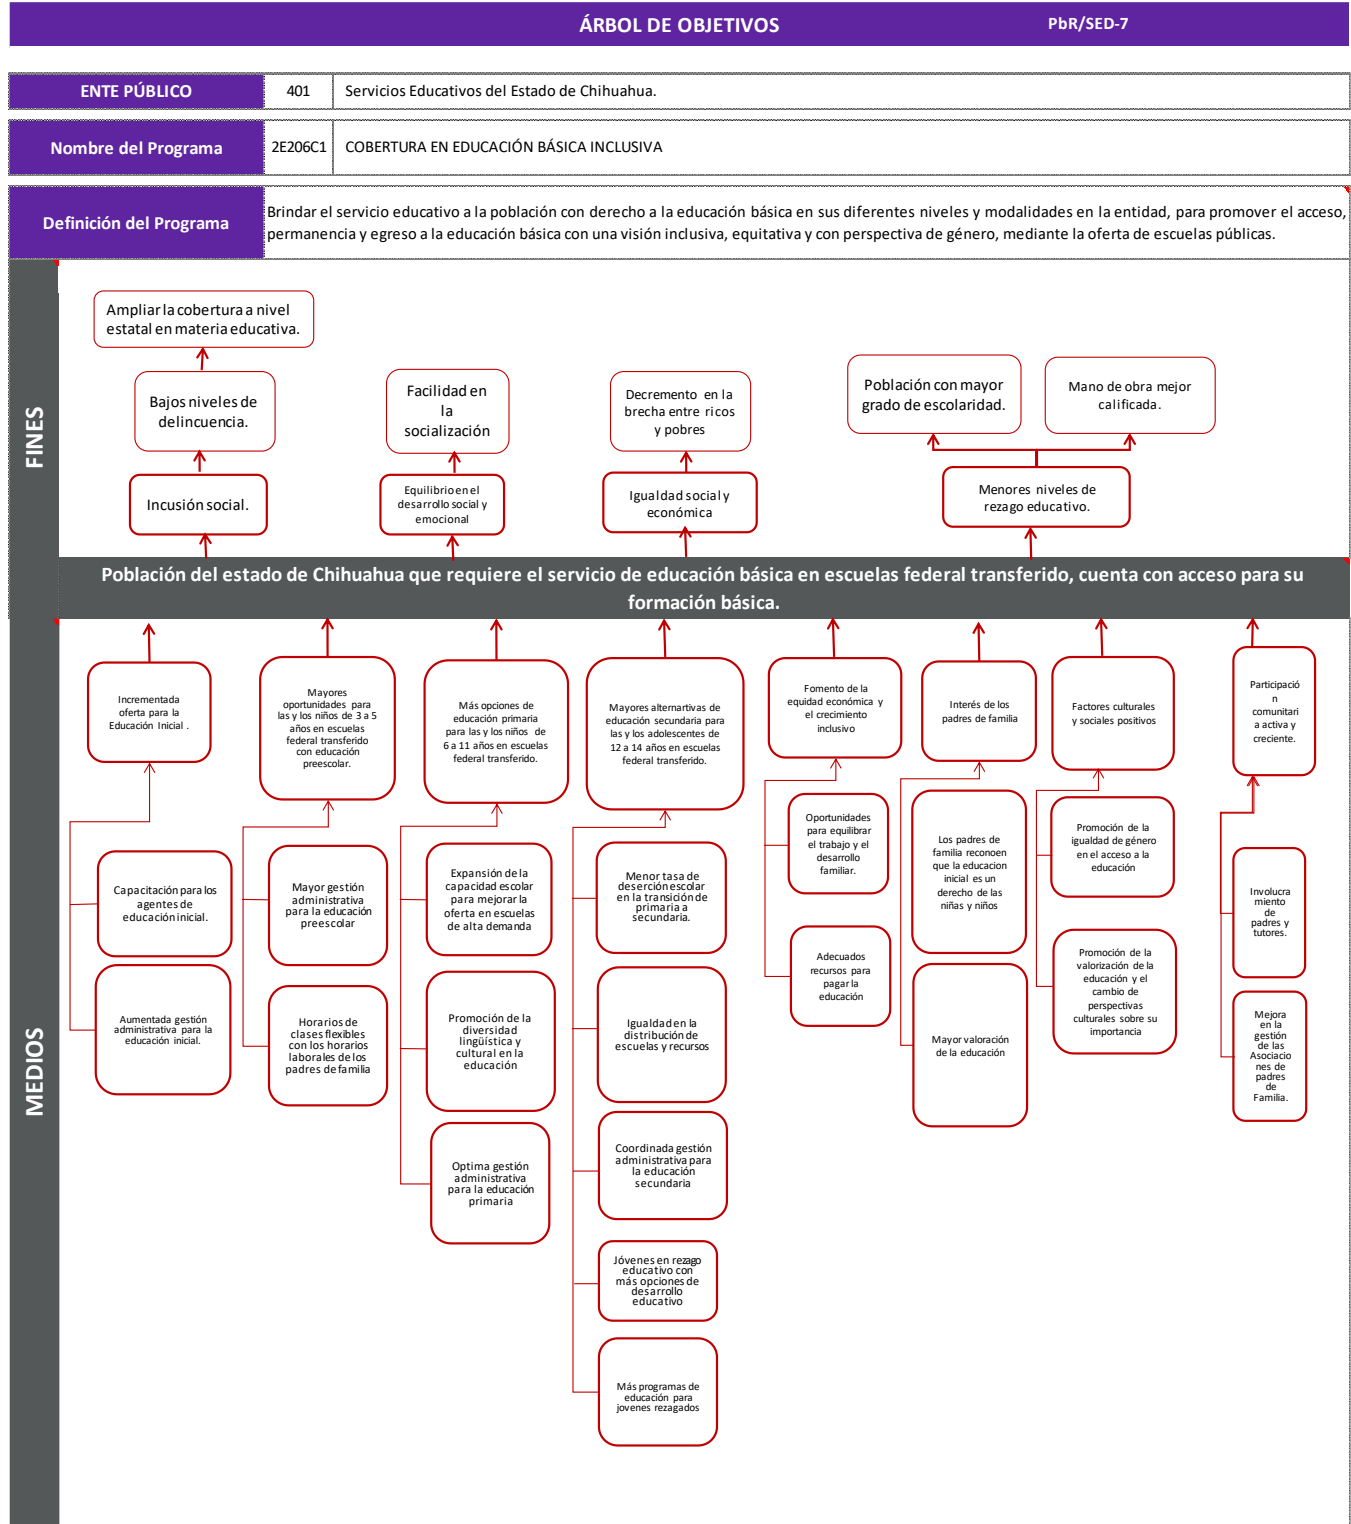 ÁRBOL DE OBJETIVOS
PbR/SED-7
ENTE PÚBLICO
401
Servicios Educativos del Estado de Chihuahua.
Nombre del Programa
2E206C1
COBERTURA EN EDUCACIÓN BÁSICA INCLUSIVA
Definición del Programa
Brindar el servicio educativo a la población con derecho a la educación básica en sus diferentes niveles y modalidades en la entidad, para promover el acceso,
permanencia y egreso a la educación básica con una visión inclusiva, equitativa y con perspectiva de género, mediante la oferta de escuelas públicas.
FINES
Ampliar la cobertura a nivel
estatal en materia educativa.
Bajos niveles de
delincuencia.
Facilidad en
la
socialización
Decremento en la
brecha entre ricos
y pobres
Población con mayor
grado de escolaridad.
Mano de obra mejor
calificada.
Incusión social.
Equilibrio en el
desarrollo social y
emocional
Igualdad social y
económica
Menores niveles de
rezago educativo.
Población del estado de Chihuahua que requiere el servicio de educación básica en escuelas federal transferido, cuenta con acceso para su
formación básica.
MEDIOS
Incrementada
oferta para la
Educación Inicial .
Mayores
oportunidades para
las y los niños de 3 a 5
años en escuelas
federal transferido
con educación
preescolar.
Más opciones de
educación primaria
para las y los niños de
6 a 11 años en escuelas
federal transferido.
Mayores alternartivas de
educación secundaria para
las y los adolescentes de
12 a 14 años en escuelas
federal transferido.
Fomento de la
equidad económica y
el crecimiento
inclusivo
Interés de los
padres de familia
Factores culturales
y sociales positivos
Participació
n
comunitari
a activa y
creciente.
Capacitación para los
agentes de
educación inicial.
Aumentada gestión
administrativa para la
educación inicial.
Mayor gestión
administrativa
para la educación
preescolar
Horarios de
clases flexibles
con los horarios
laborales de los
padres de familia
Expansión de la
capacidad escolar
para mejorar la
oferta en escuelas
de alta demanda
Promoción de la
diversidad
lingüística y
cultural en la
educación
Optima gestión
administrativa
para la educación
primaria
Menor tasa de
deserción escolar
en la transición de
primaria a
secundaria.
Igualdad en la
distribución de
escuelas y recursos
Coordinada gestión
administrativa para
la educación
secundaria
Jóvenes en rezago
educativo con
más opciones de
desarrollo
educativo
Más programas de
educación para
jovenes rezagados
Oportunidades
para equilibrar
el trabajo y el
desarrollo
familiar.
Adecuados
recursos para
pagar la
educación
Los padres de
familia reconoen
que la educacion
inicial es un
derecho de las
niñas y niños
Mayor valoración
de la educación
Promoción de la
igualdad de género
en el acceso a la
educación
Promoción de la
valorización de la
educación y el
cambio de
perspectivas
culturales sobre su
importancia
Involucra
miento
de
padres y
tutores.
Mejora
en la
gestión
de las
Asociacio
nes de
padres
de
Familia.